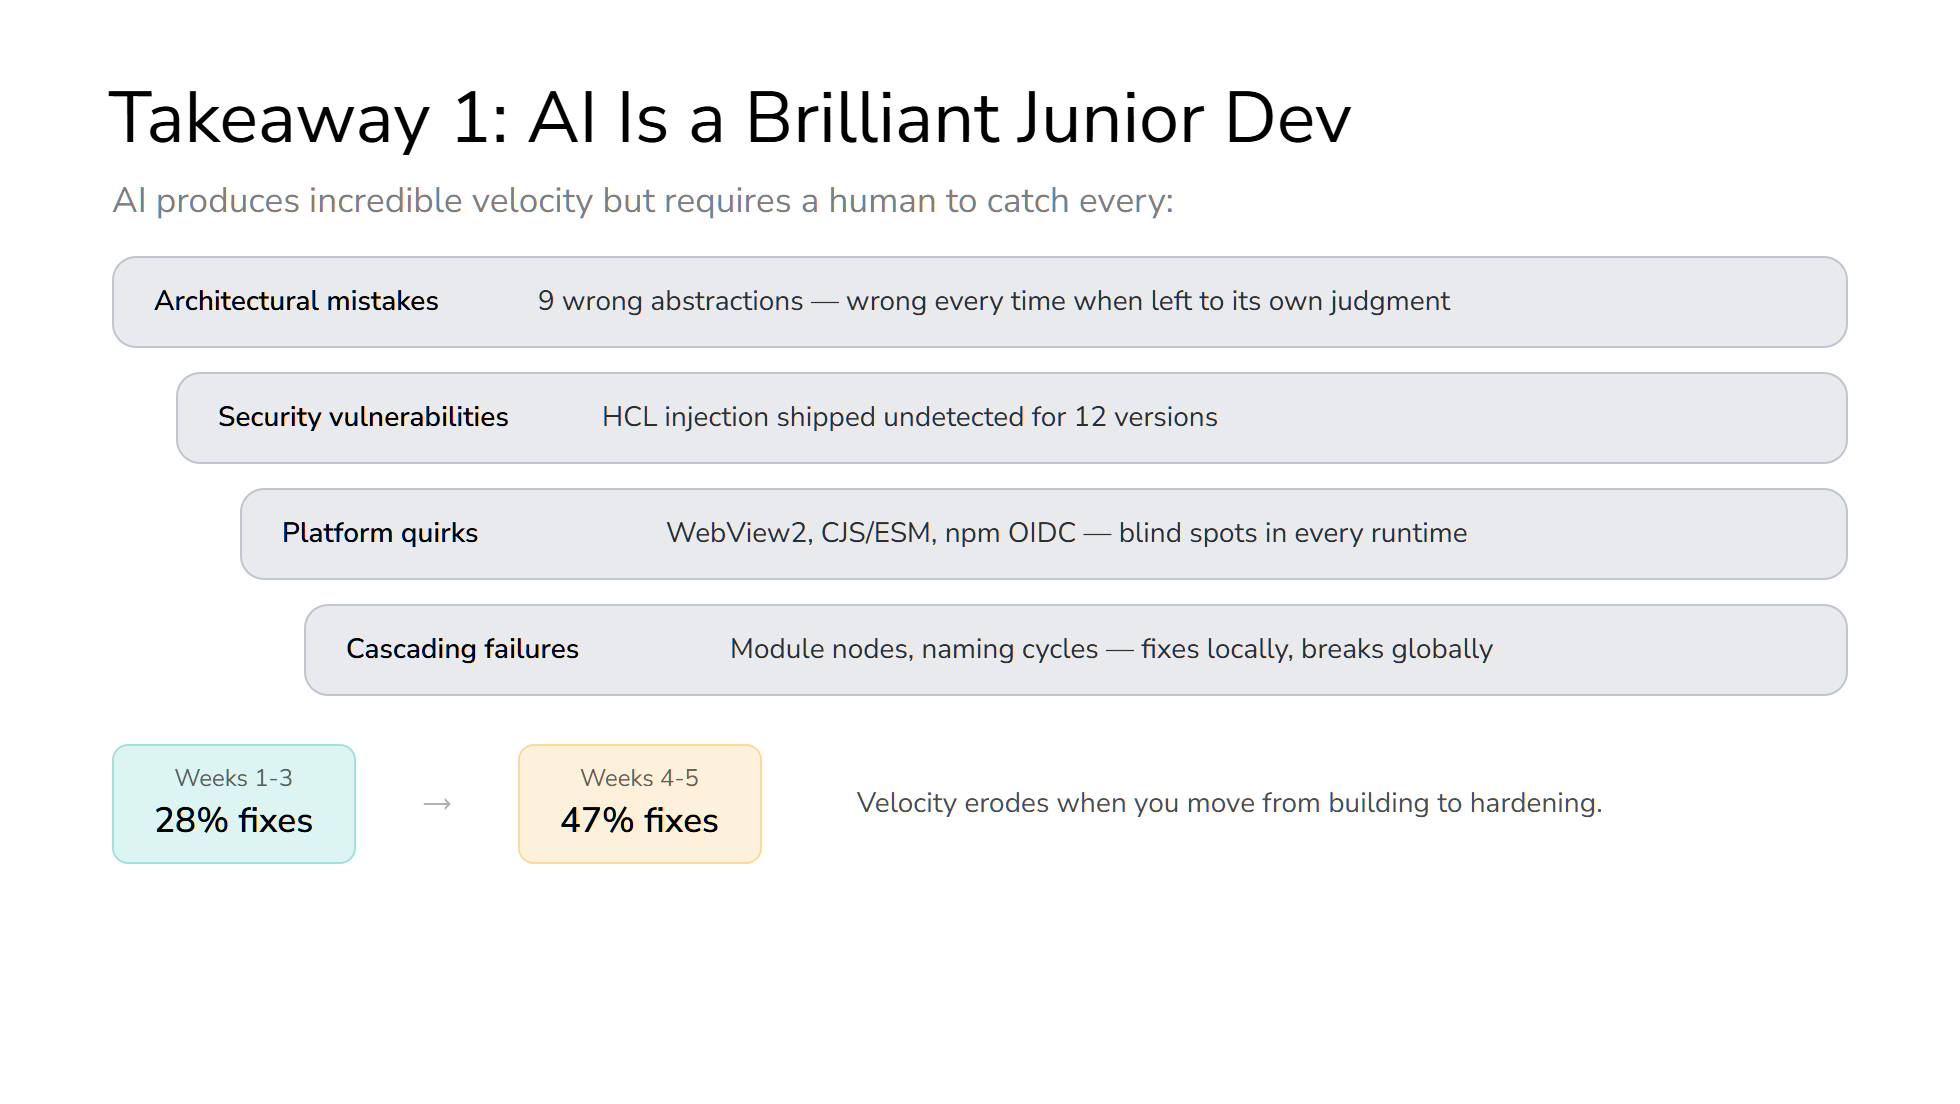 Takeaway 1: AI Is a Brilliant Junior Dev
AI produces incredible velocity but requires a human to catch every:
Architectural mistakes 9 wrong abstractions — wrong every time when left to its own judgment
Security vulnerabilities HCL injection shipped undetected for 12 versions
Platform quirks WebView2, CJS/ESM, npm OIDC — blind spots in every runtime
Cascading failures Module nodes, naming cycles — fixes locally, breaks globally
Weeks 1-3
28% fixes
→
Weeks 4-5
47% fixes
Velocity erodes when you move from building to hardening.